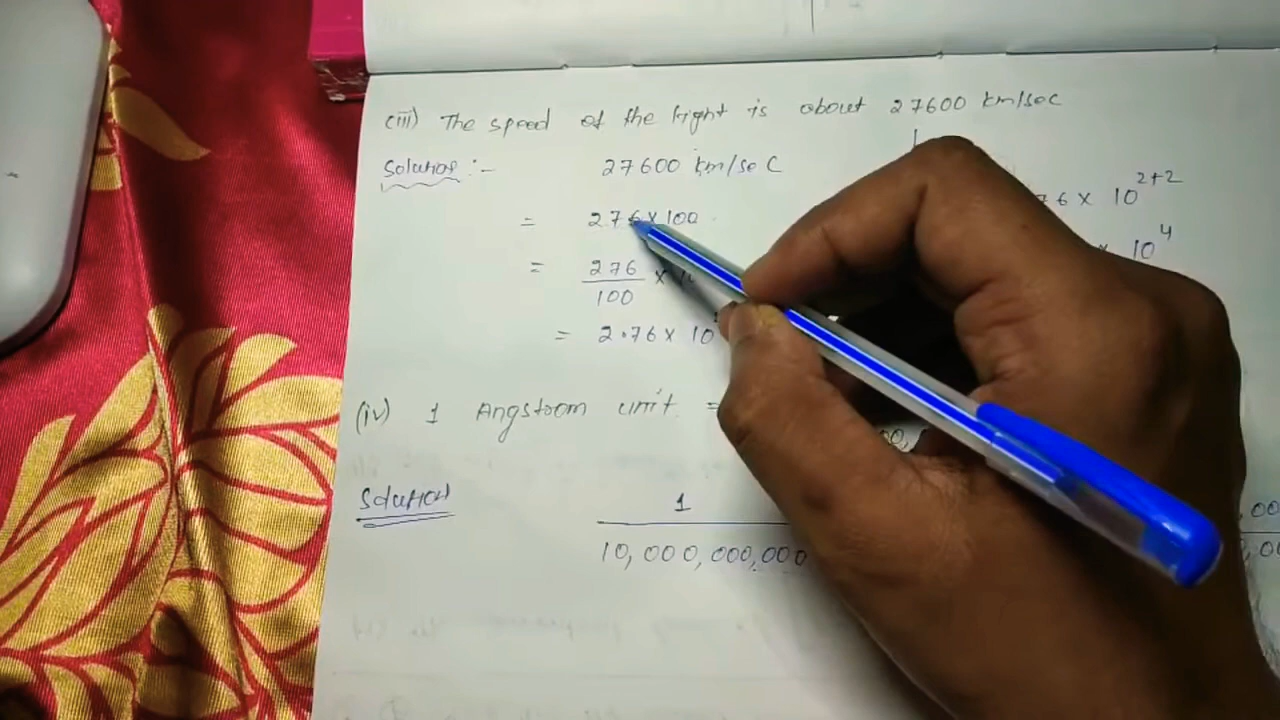 (iii) The speed of the light is about 27600 km/sec
Solution :- 27600 km/sec
= 276 x 100
76 x 10^2+2
= 276/100 x
x 10^4
= 2.76 x 10
(iv) 1 Angstrom unit =
Solution
1
10,000,000,000